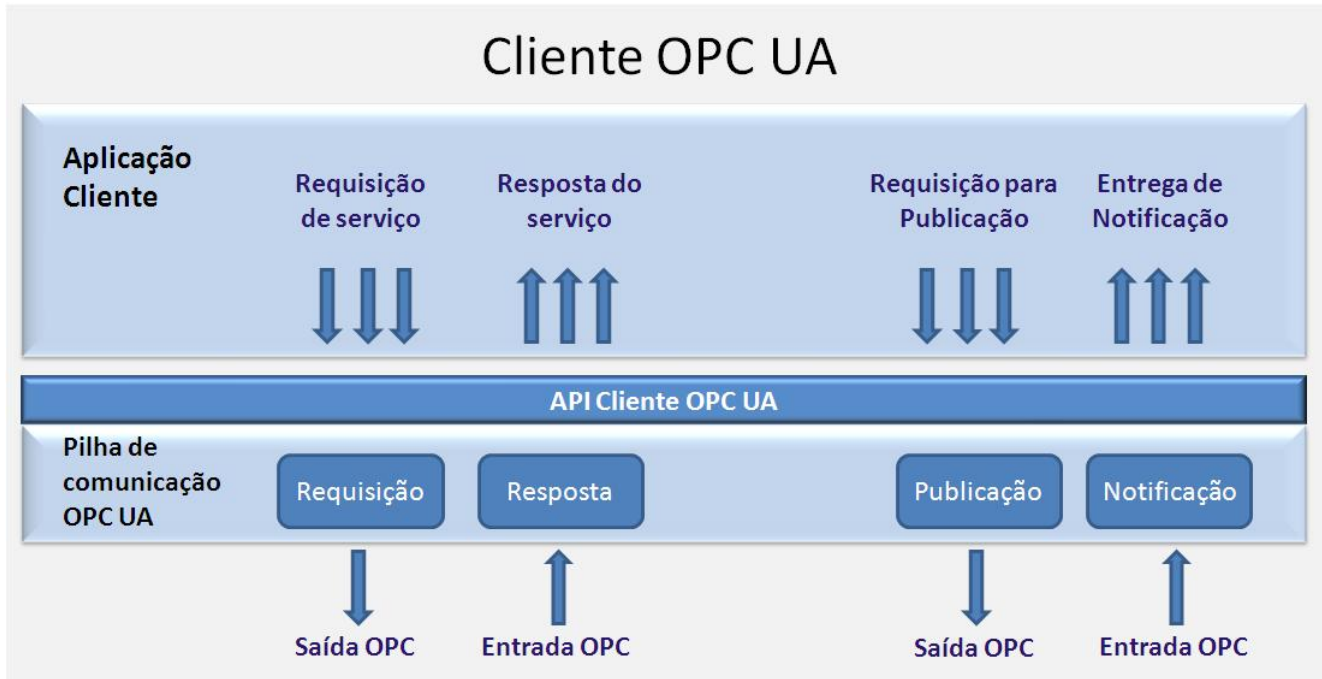 Cliente OPC UA
Aplicação
Cliente
Requisição
de serviço
Resposta do
serviço
Requisição para
Publicação
Entrega de
Notificação
API Cliente OPC UA
Pilha de
comunicação
OPC UA
Requisição
Resposta
Publicação
Notificação
Saída OPC
Entrada OPC
Saída OPC
Entrada OPC